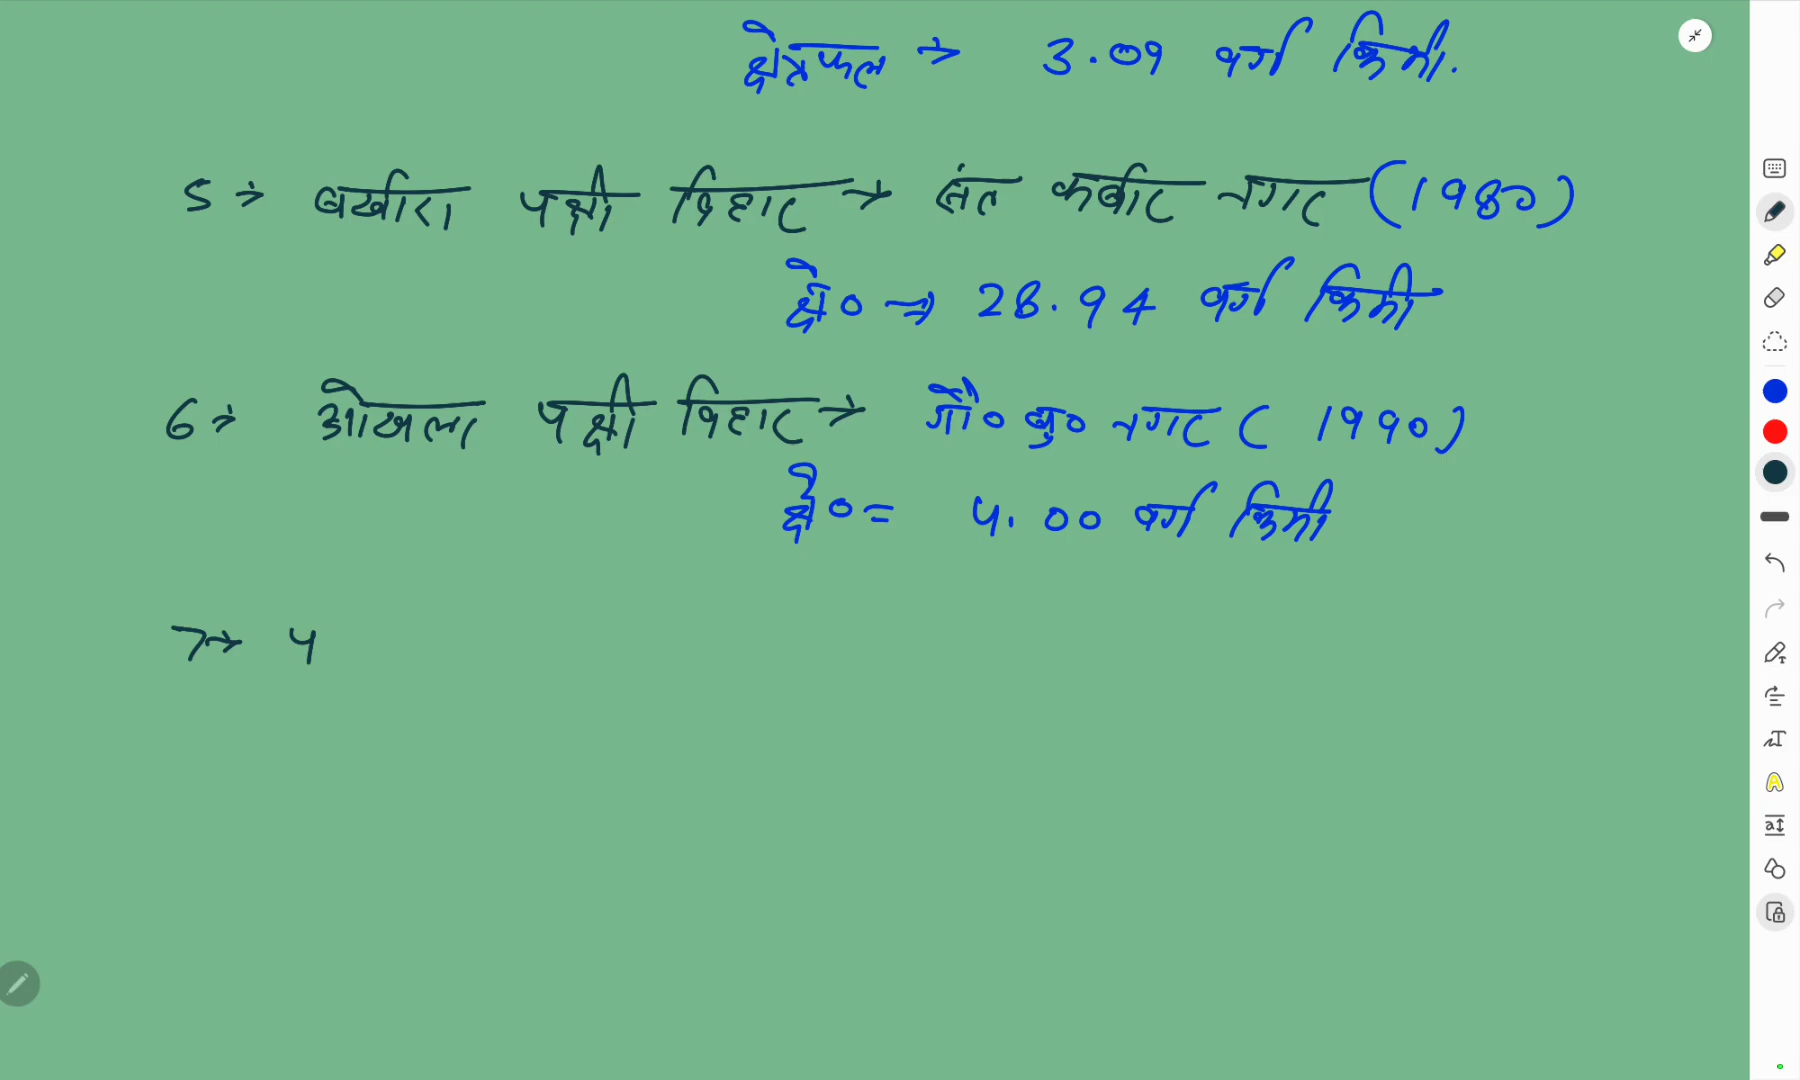 क्षेत्रफल → 3.09 वर्ग किमी.
5 → बखीरा पक्षी विहार → संत कबीर नगर (1980)
क्षे० → 28.94 वर्ग किमी
6 → ओखला पक्षी विहार → गौ० बु० नगर (1990)
क्षे० = 4.00 वर्ग किमी
7 →